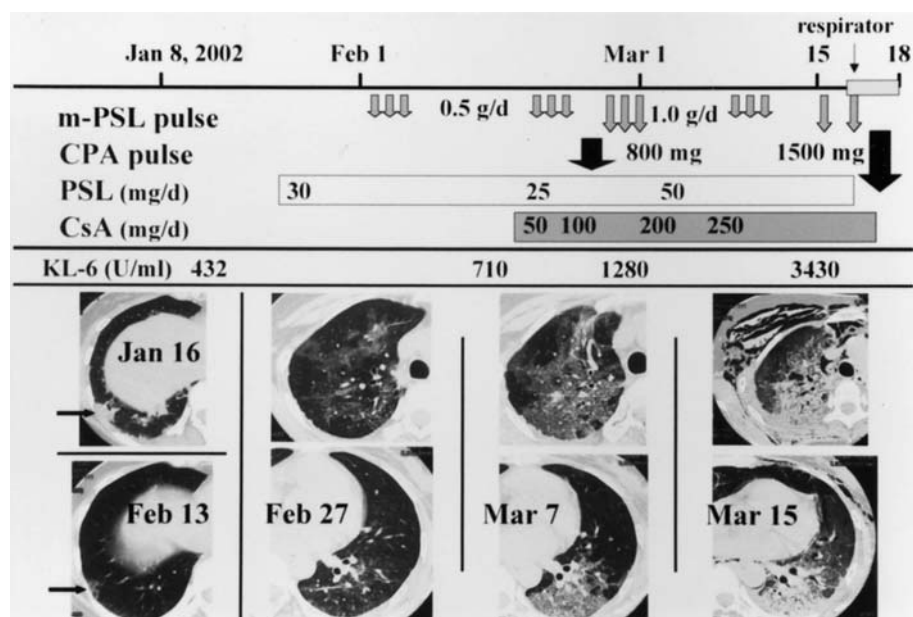 respirator
Jan 8, 2002 Feb 1 Mar 1 15 18
m-PSL pulse 0.5 g/d 1.0 g/d
CPA pulse 800 mg 1500 mg
PSL (mg/d) 30 25 50
CsA (mg/d) 50 100 200 250
KL-6 (U/ml) 432 710 1280 3430
Jan 16
Feb 13 Feb 27 Mar 7 Mar 15